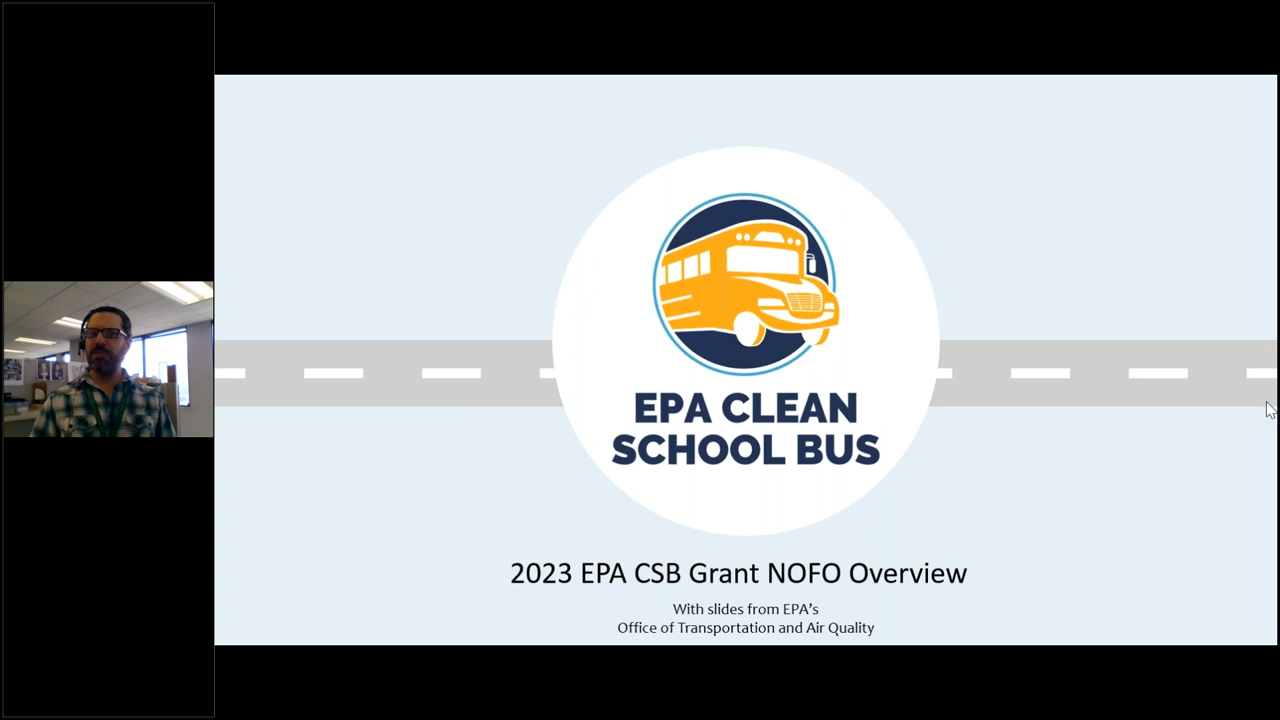 EPA CLEAN
SCHOOL BUS
2023 EPA CSB Grant NOFO Overview
With slides from EPA's
Office of Transportation and Air Quality